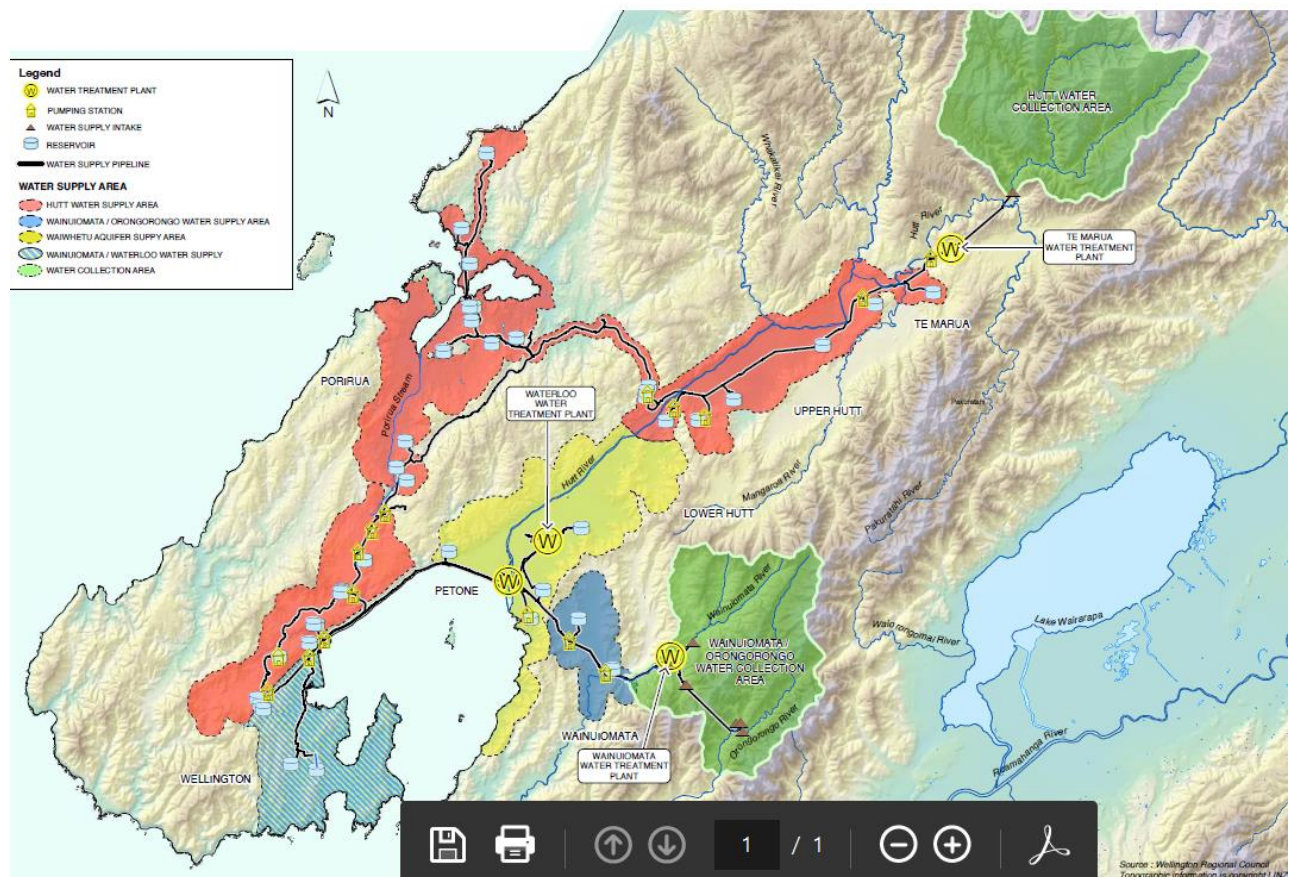 Legend
WATER TREATMENT PLANT
PUMPING STATION
WATER SUPPLY INTAKE
RESERVOIR
WATER SUPPLY PIPELINE
WATER SUPPLY AREA
HUTT WATER SUPPLY AREA
WAINUIOMATA / ORONGORONGO WATER SUPPLY AREA
WAIWHETU AQUIFER SUPPY AREA
WAINUIOMATA / WATERLOO WATER SUPPLY
WATER COLLECTION AREA
N
HUTT WATER
COLLECTION AREA
Whakatikei River
Hutt River
W
TE MARUA
WATER TREATMENT
PLANT
TE MARUA
PORIRUA
Porirua Stream
WATERLOO
WATER
TREATMENT PLANT
UPPER HUTT
Hutt River
Mangaroa River
Pakuratahi River
LOWER HUTT
W
PETONE
W
Wainuiomata River
W
WAINUIOMATA /
ORONGORONGO
WATER COLLECTION
AREA
Orongorongo River
Lake Wairarapa
Ruamahanga River
WAINUIOMATA
WAINUIOMATA
WATER TREATMENT
PLANT
WELLINGTON
1 / 1
Source : Wellington Regional Council